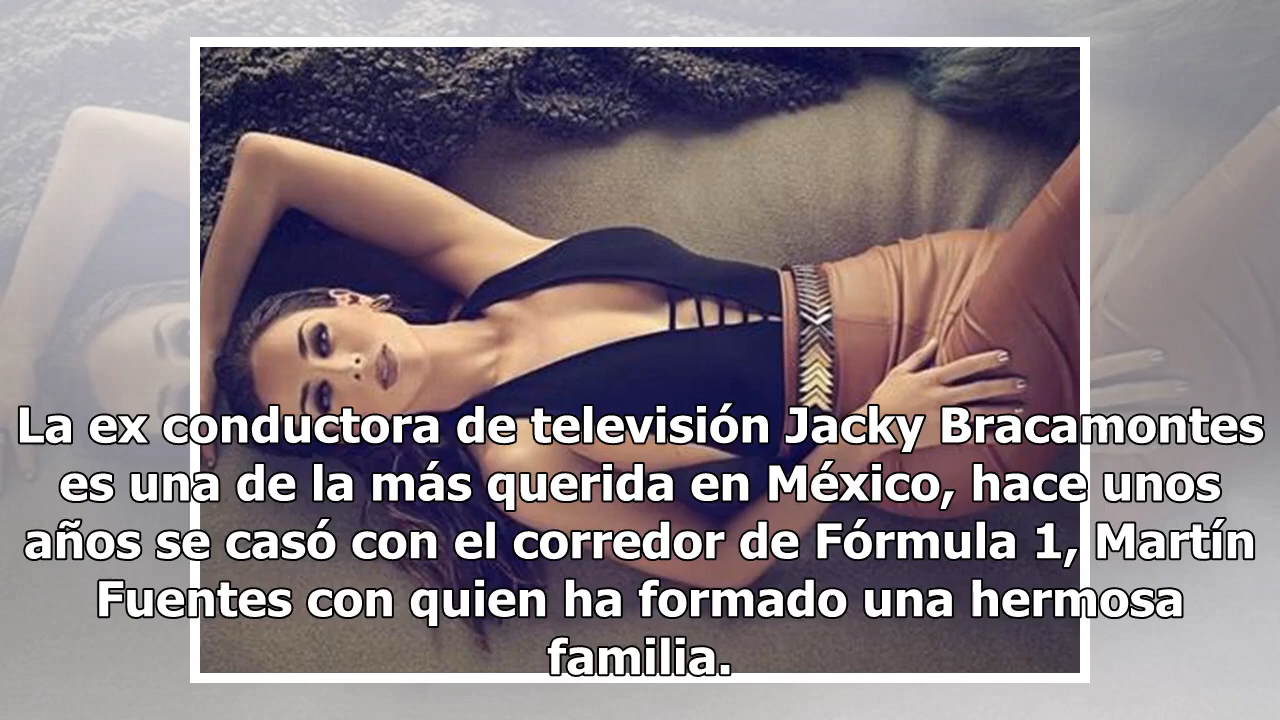 La ex conductora de televisión Jacky Bracamontes
es una de la más querida en México, hace unos
años se casó con el corredor de Fórmula 1, Martín
Fuentes con quien ha formado una hermosa
familia.